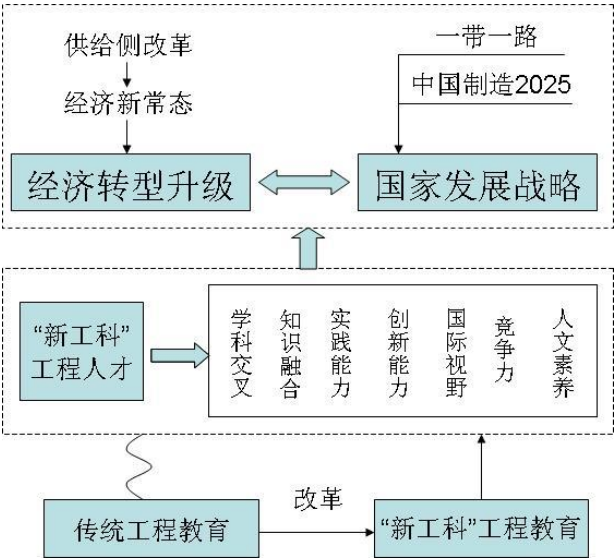 供给侧改革
经济新常态
经济转型升级
一带一路
中国制造2025
国家发展战略
“新工科”
工程人才
学科交叉
知识融合
实践能力
创新能力
国际视野
竞争力
人文素养
传统工程教育
改革
“新工科”工程教育